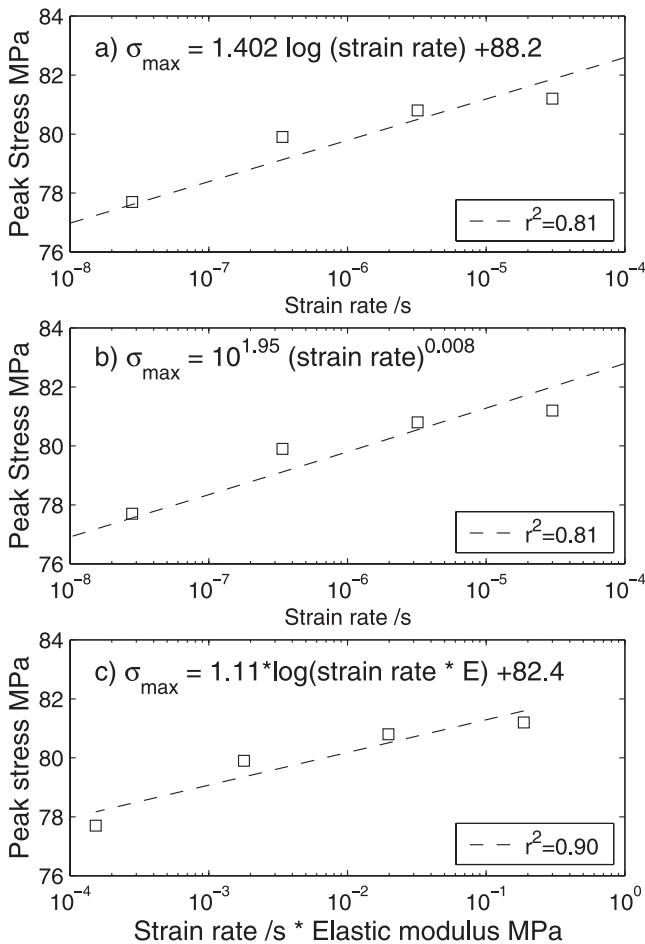 84
a) σmax = 1.402 log (strain rate) +88.2
82
80
78
76
Peak Stress MPa
r²=0.81
10⁻⁸ 10⁻⁷ 10⁻⁶ 10⁻⁵ 10⁻⁴
Strain rate /s
84
b) σmax = 10^1.95 (strain rate)^0.008
82
80
78
76
Peak Stress MPa
r²=0.81
10⁻⁸ 10⁻⁷ 10⁻⁶ 10⁻⁵ 10⁻⁴
Strain rate /s
84
c) σmax = 1.11*log(strain rate * E) +82.4
82
80
78
76
Peak stress MPa
r²=0.90
10⁻⁴ 10⁻³ 10⁻² 10⁻¹ 10⁰
Strain rate /s * Elastic modulus MPa